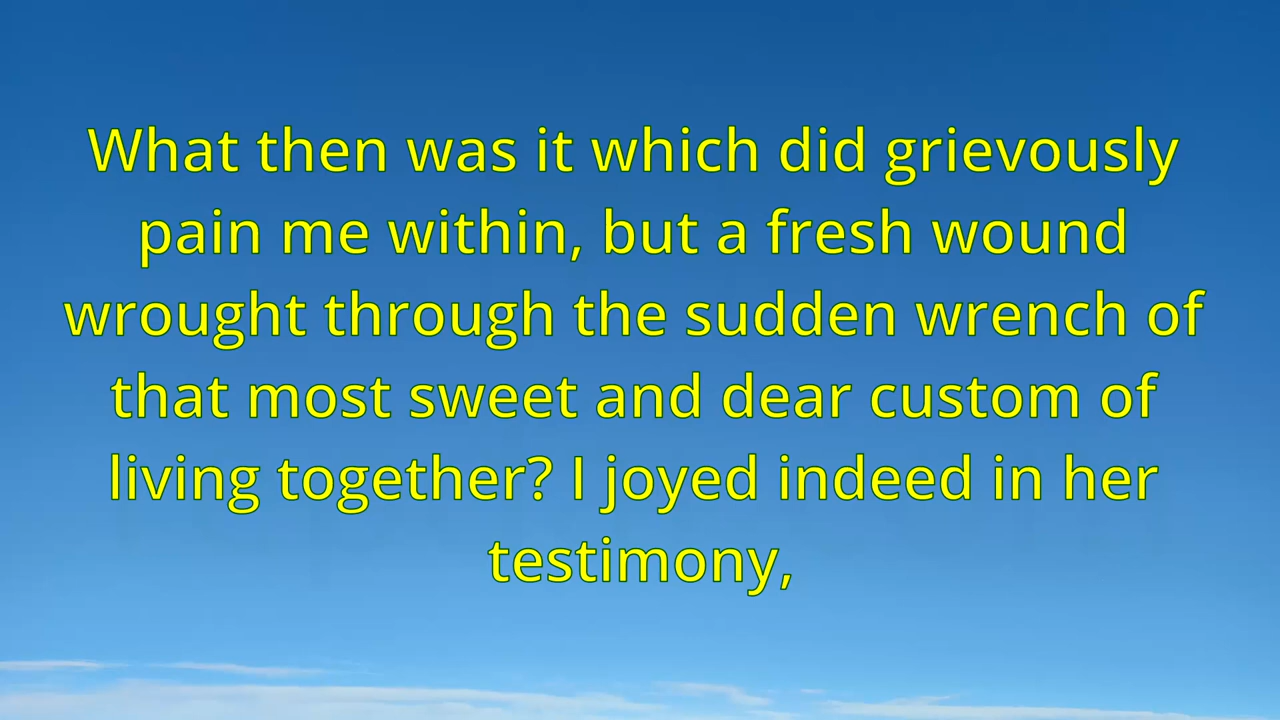 What then was it which did grievously
pain me within, but a fresh wound
wrought through the sudden wrench of
that most sweet and dear custom of
living together? I joyed indeed in her
testimony,